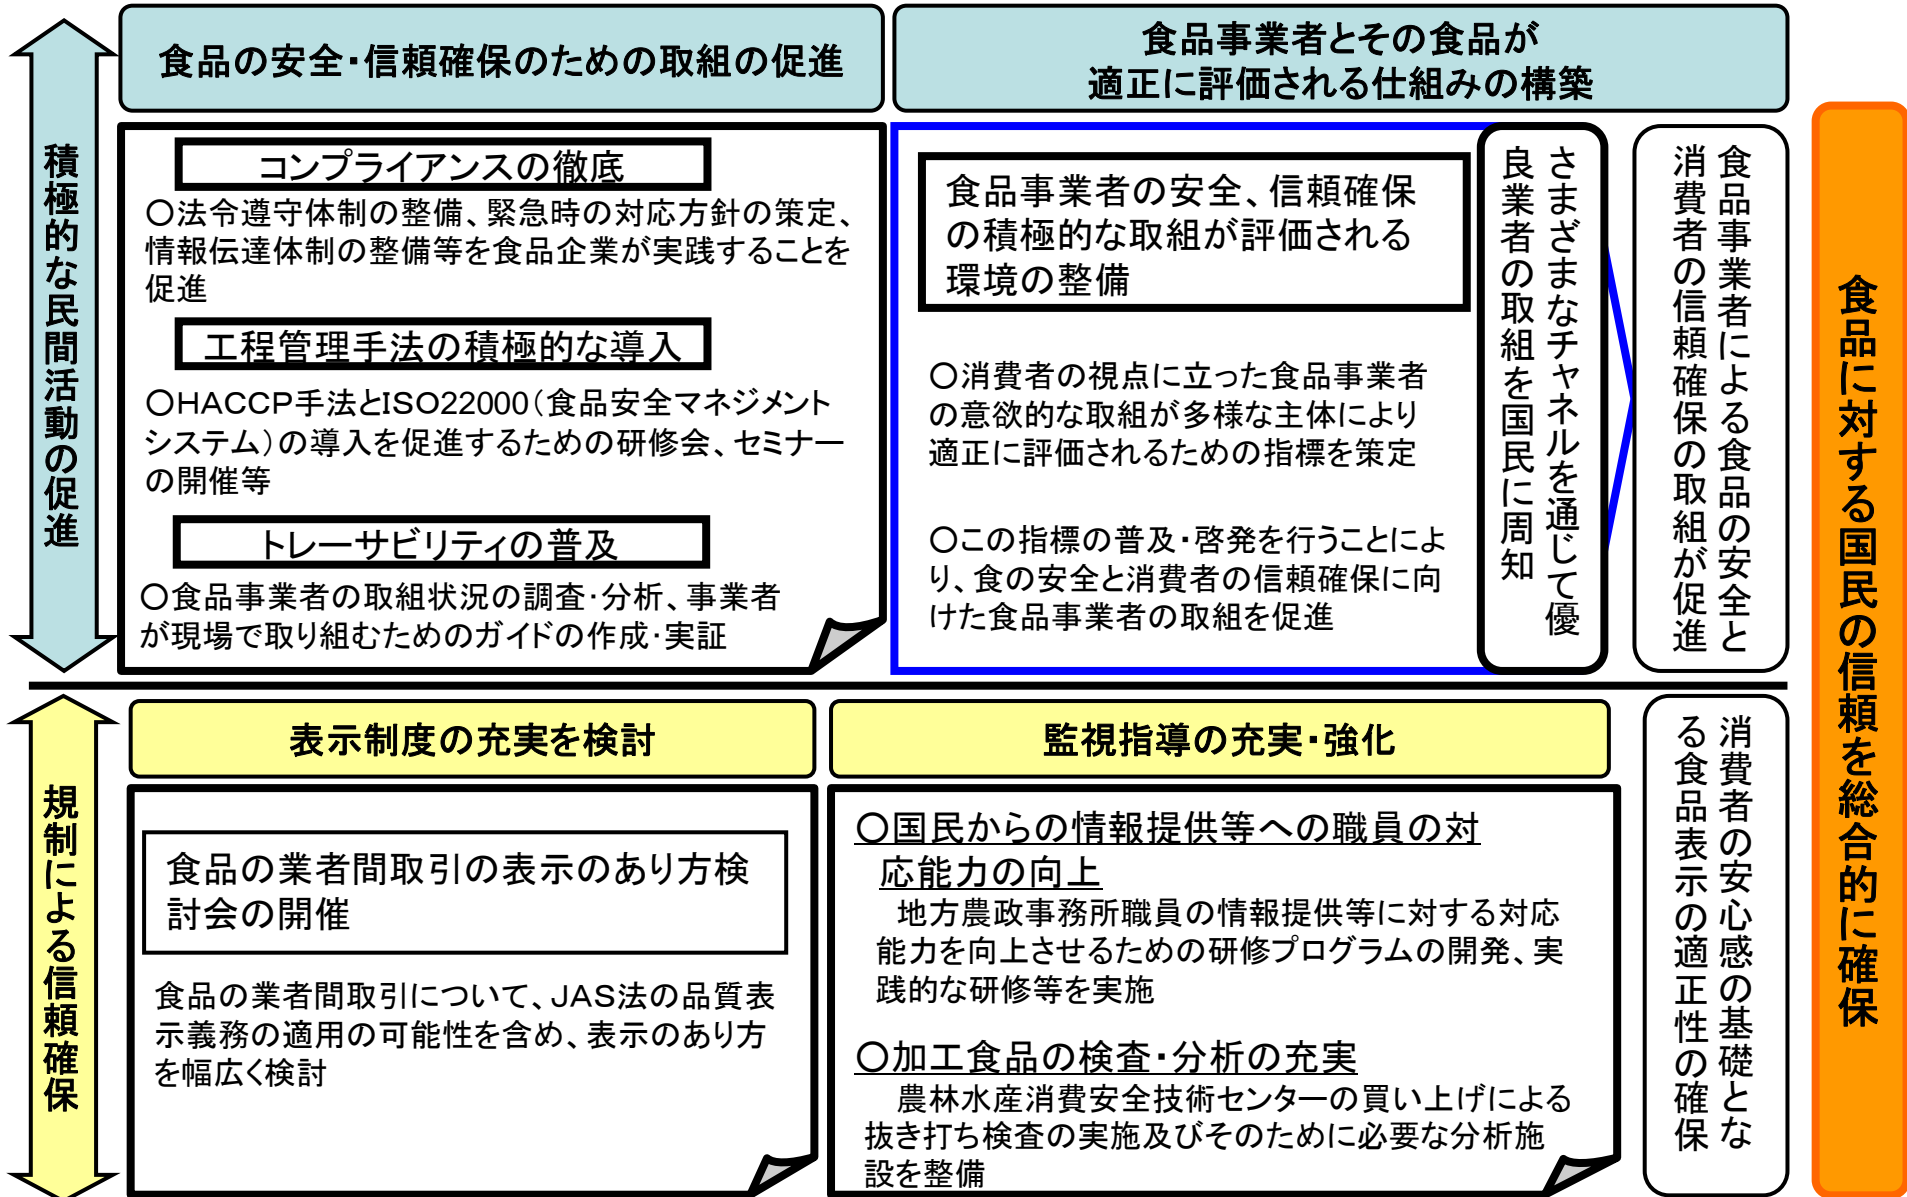 積極的な民間活動の促進
食品の安全・信頼確保のための取組の促進
コンプライアンスの徹底
○法令遵守体制の整備、緊急時の対応方針の策定、
情報伝達体制の整備等を食品企業が実践することを
促進
工程管理手法の積極的な導入
○HACCP手法とISO22000（食品安全マネジメント
システム）の導入を促進するための研修会、セミナー
の開催等
トレーサビリティの普及
○食品事業者の取組状況の調査・分析、事業者
が現場で取り組むためのガイドの作成・実証
食品事業者とその食品が
適正に評価される仕組みの構築
食品事業者の安全、信頼確保
の積極的な取組が評価される
環境の整備
○消費者の視点に立った食品事業者
の意欲的な取組が多様な主体により
適正に評価されるための指標を策定
○この指標の普及・啓発を行うことによ
り、食の安全と消費者の信頼確保に向
けた食品事業者の取組を促進
さまざまなチャネルを通じて優
良業者の取組を国民に周知
食品事業者による食品の安全と
消費者の信頼確保の取組が促進
規制による信頼確保
表示制度の充実を検討
食品の業者間取引の表示のあり方検
討会の開催
食品の業者間取引について、JAS法の品質表
示義務の適用の可能性を含め、表示のあり方
を幅広く検討
監視指導の充実・強化
○国民からの情報提供等への職員の対
応能力の向上
地方農政事務所職員の情報提供等に対する対応
能力を向上させるための研修プログラムの開発、実
践的な研修等を実施
○加工食品の検査・分析の充実
農林水産消費安全技術センターの買い上げによる
抜き打ち検査の実施及びそのために必要な分析施
設を整備
消費者の安心感の基礎とな
る食品表示の適正性の確保
食品に対する国民の信頼を総合的に確保